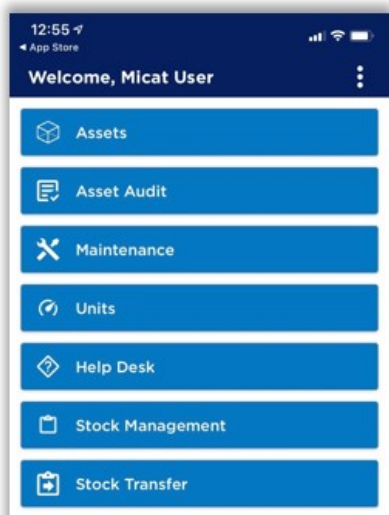 12:55
App Store
Welcome, Micat User
Assets
Asset Audit
Maintenance
Units
Help Desk
Stock Management
Stock Transfer